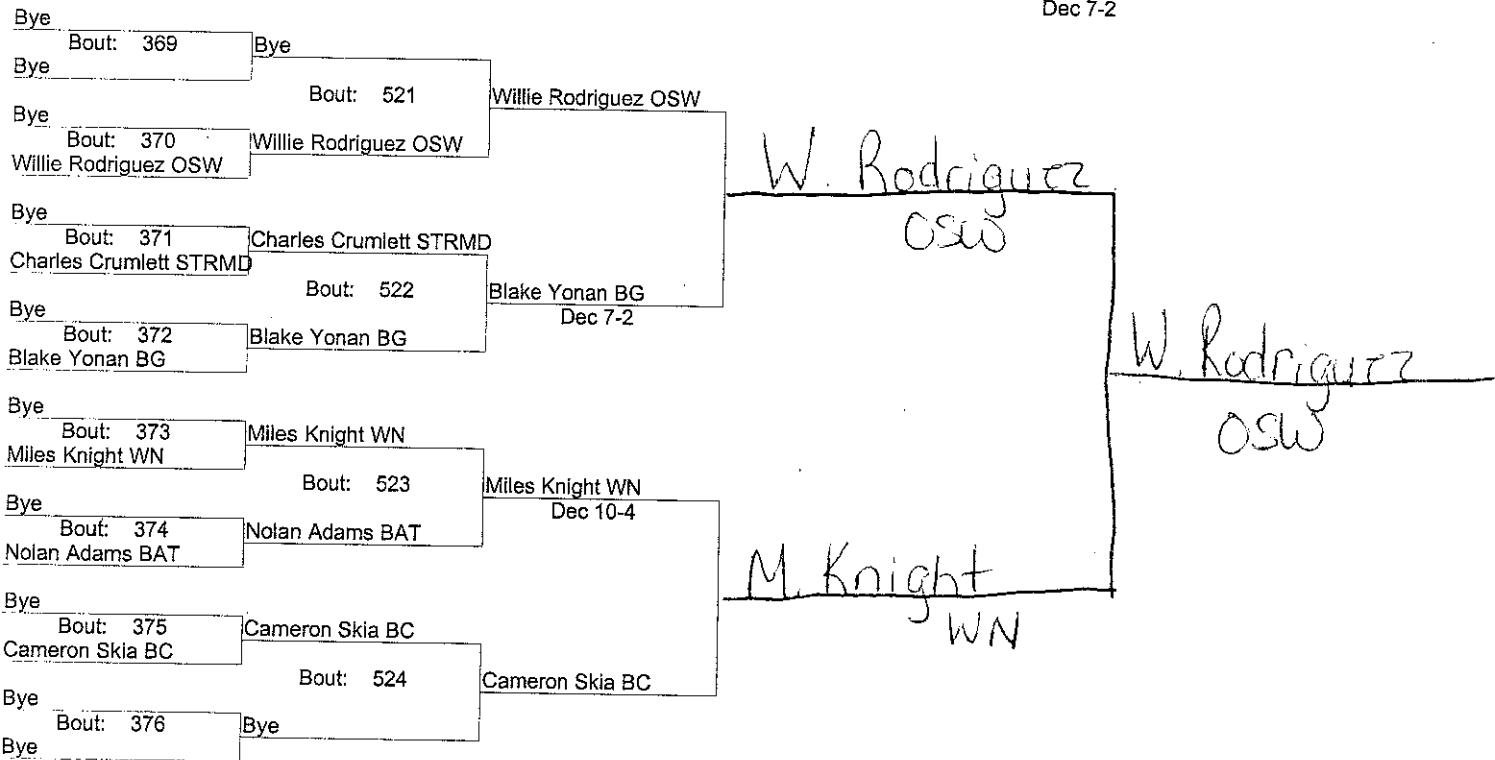 Dec 7-2
Bye
Bout: 369
Bye
Bye
Bout: 521
Willie Rodriguez OSW
Bye
Bout: 370
Willie Rodriguez OSW
Willie Rodriguez OSW
W. Rodriguez
OSW
Bye
Bout: 371
Charles Crumlett STRMD
Charles Crumlett STRMD
Bout: 522
Blake Yonan BG
Dec 7-2
Bye
Bout: 372
Blake Yonan BG
Blake Yonan BG
W. Rodriguez
OSW
Bye
Bout: 373
Miles Knight WN
Miles Knight WN
Bout: 523
Miles Knight WN
Dec 10-4
Bye
Bout: 374
Nolan Adams BAT
Nolan Adams BAT
M. Knight
WN
Bye
Bout: 375
Cameron Skia BC
Cameron Skia BC
Bout: 524
Cameron Skia BC
Bye
Bout: 376
Bye
Bye